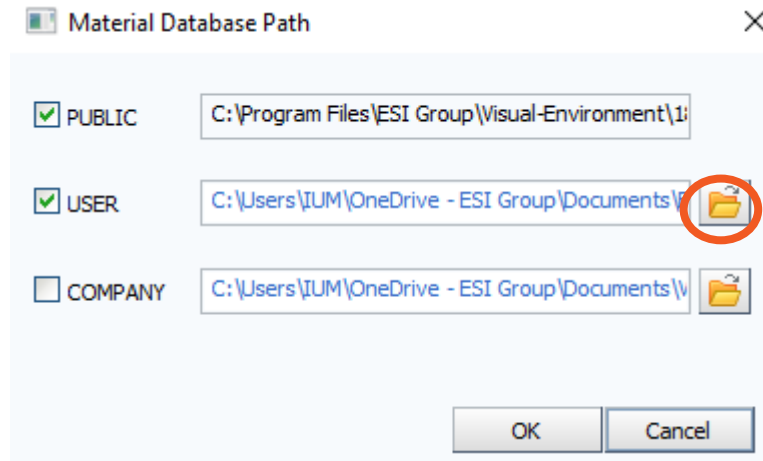 Material Database Path
PUBLIC C:\Program Files\ESI Group\Visual-Environment\1
USER C:\Users\IUM\OneDrive - ESI Group\Documents\
COMPANY C:\Users\IUM\OneDrive - ESI Group\Documents\V
OK Cancel